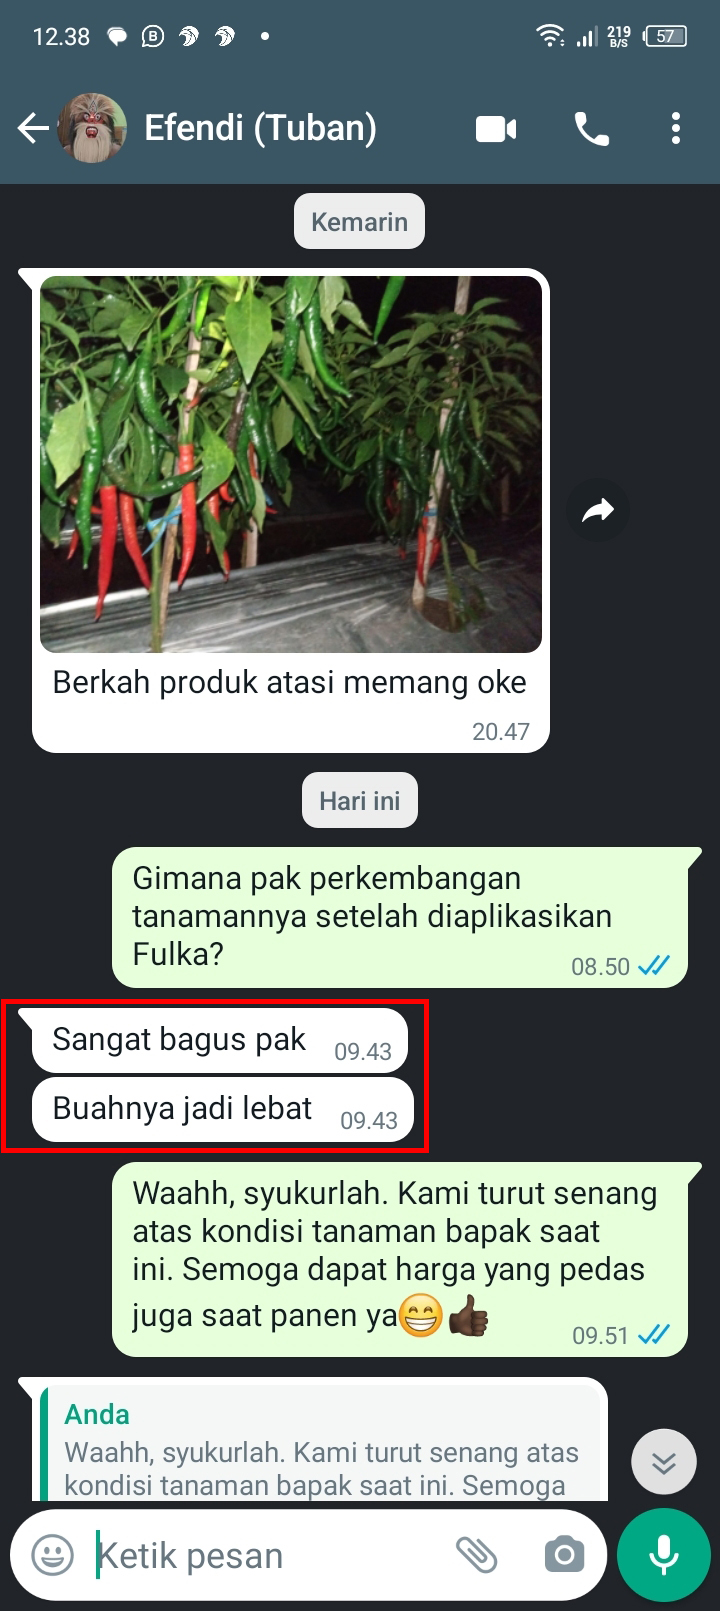 12.38
219
B/S
57
Efendi (Tuban)
Kemarin
Berkah produk atasi memang oke
20.47
Hari ini
Gimana pak perkembangan
tanamannya setelah diaplikasikan
Fulka?
08.50
Sangat bagus pak 09.43
Buahnya jadi lebat 09.43
Waahh, syukurlah. Kami turut senang
atas kondisi tanaman bapak saat
ini. Semoga dapat harga yang pedas
juga saat panen ya😁👍🏿
09.51
Anda
Waahh, syukurlah. Kami turut senang atas
kondisi tanaman bapak saat ini. Semoga
Ketik pesan